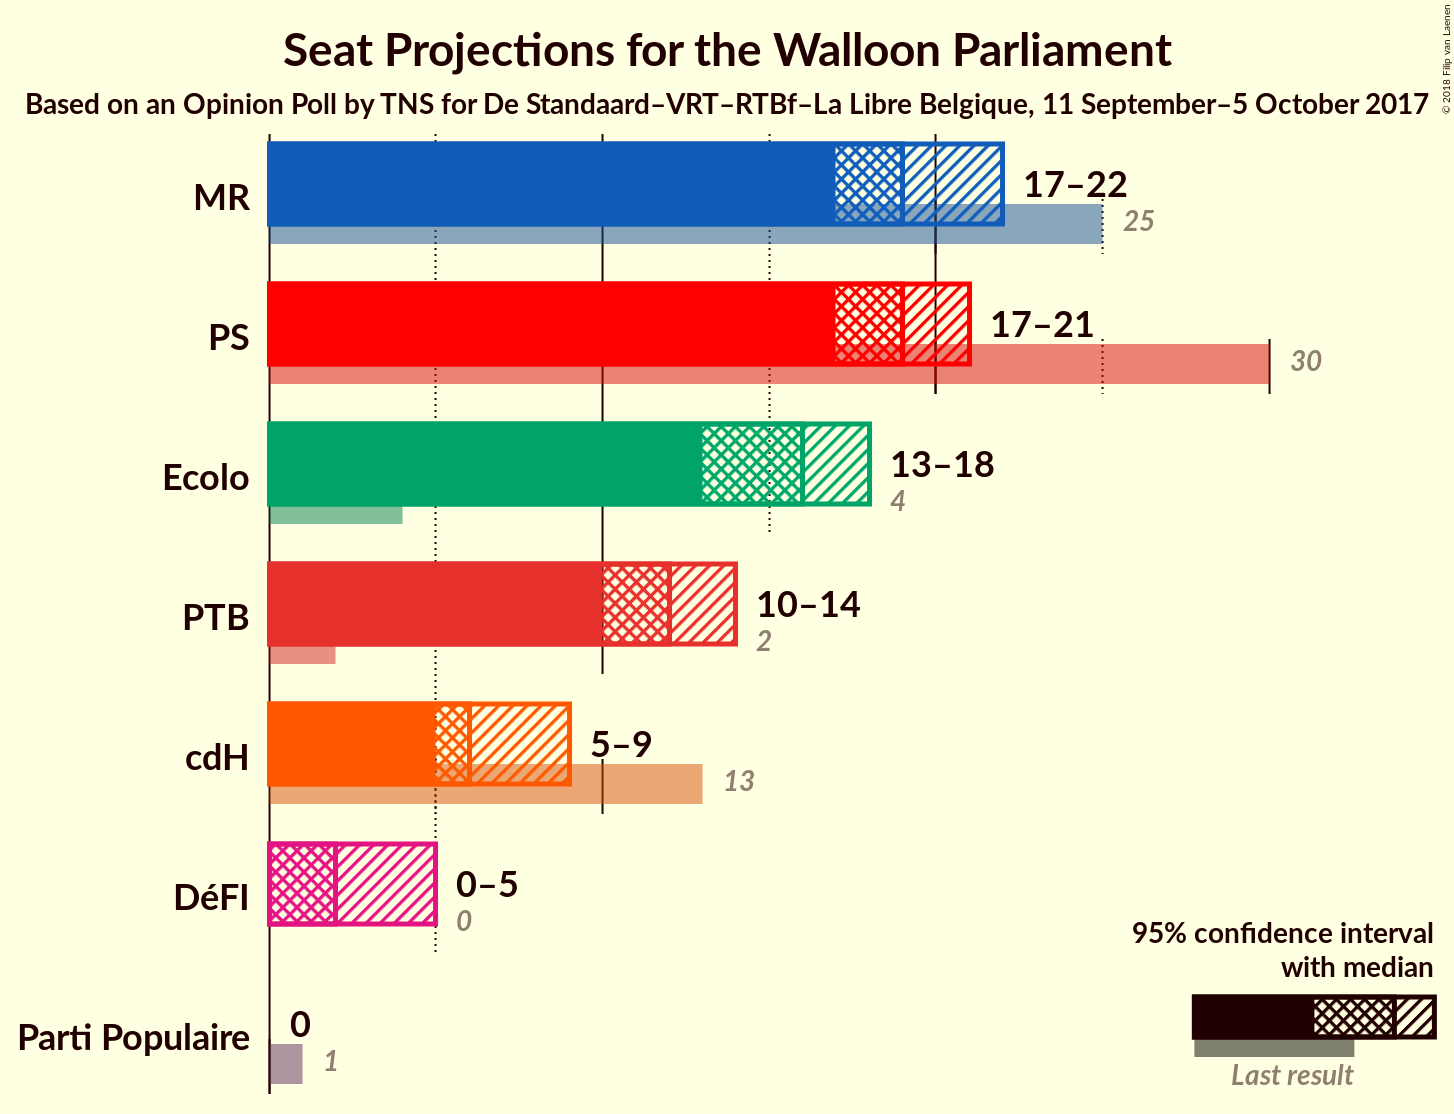 Seat Projections for the Walloon Parliament
Based on an Opinion Poll by TNS for De Standaard–VRT–RTBf–La Libre Belgique, 11 September–5 October 2017
© 2018 Filip van Laenen
MR
17–22
25
PS
17–21
30
Ecolo
13–18
4
PTB
10–14
2
cdH
5–9
13
DéFI
0–5
0
Parti Populaire
0
1
95% confidence interval
with median
Last result